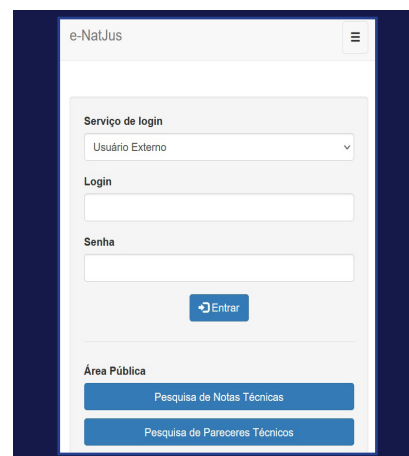 e-NatJus
Serviço de login
Usuário Externo
Login
Senha
Entrar
Área Pública
Pesquisa de Notas Técnicas
Pesquisa de Pareceres Técnicos